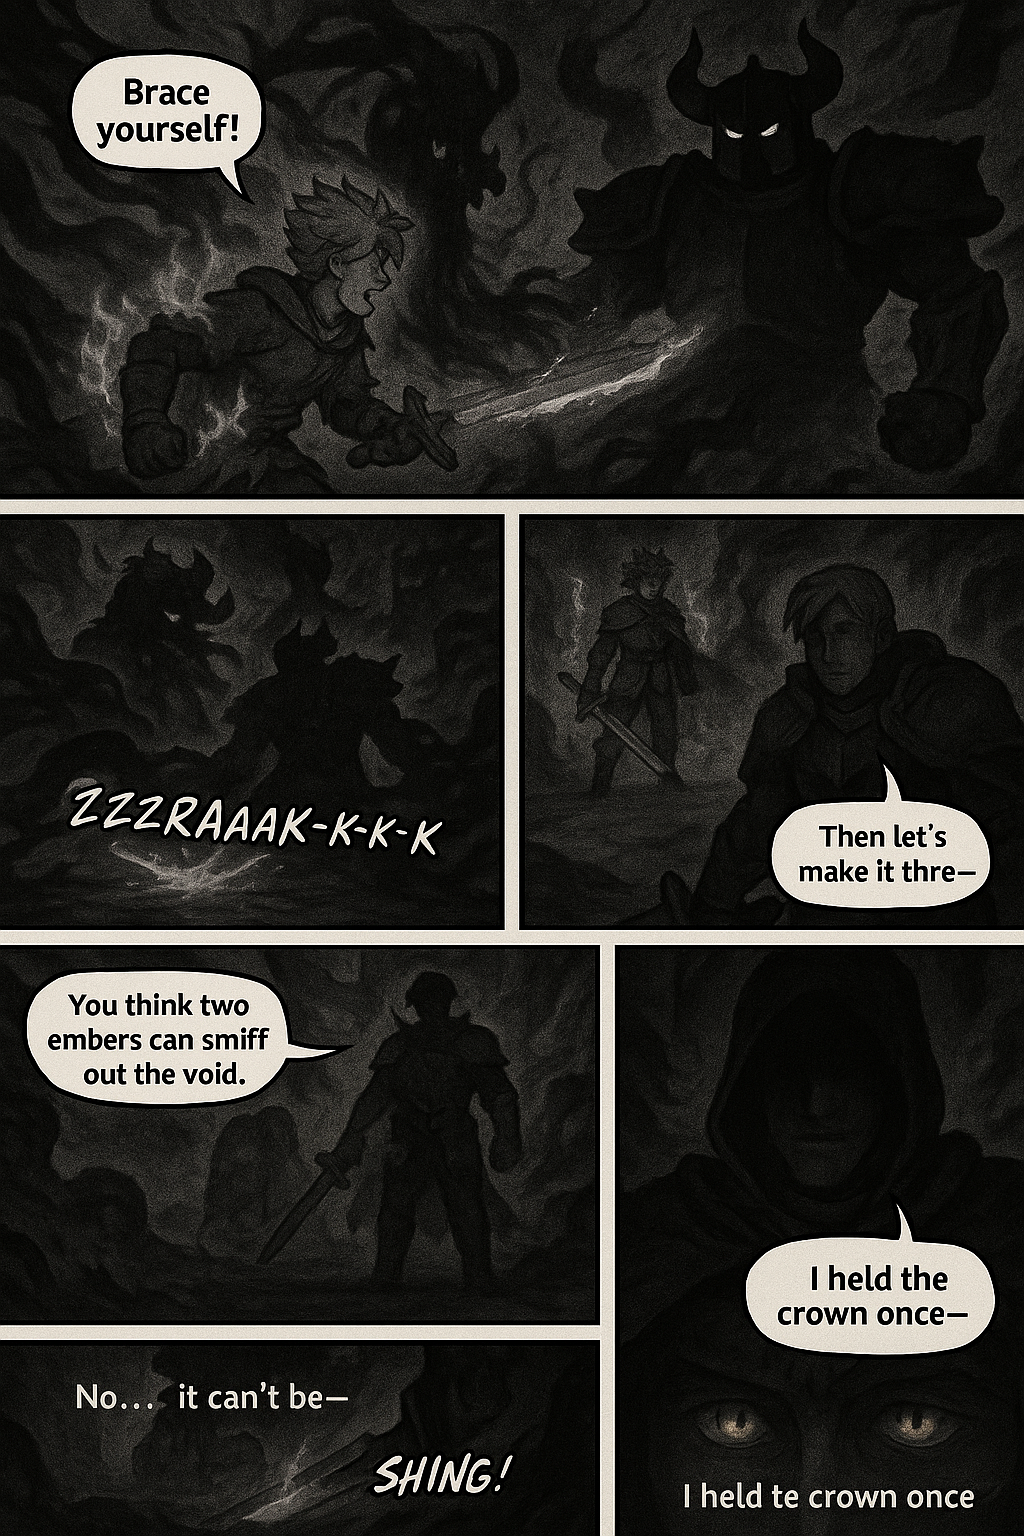 Brace
yourself!
ZZZRAAAK-K-K-K
Then let's
make it thre—
You think two
embers can smiff
out the void.
I held the
crown once—
No... it can't be—
SHING!
I held te crown once